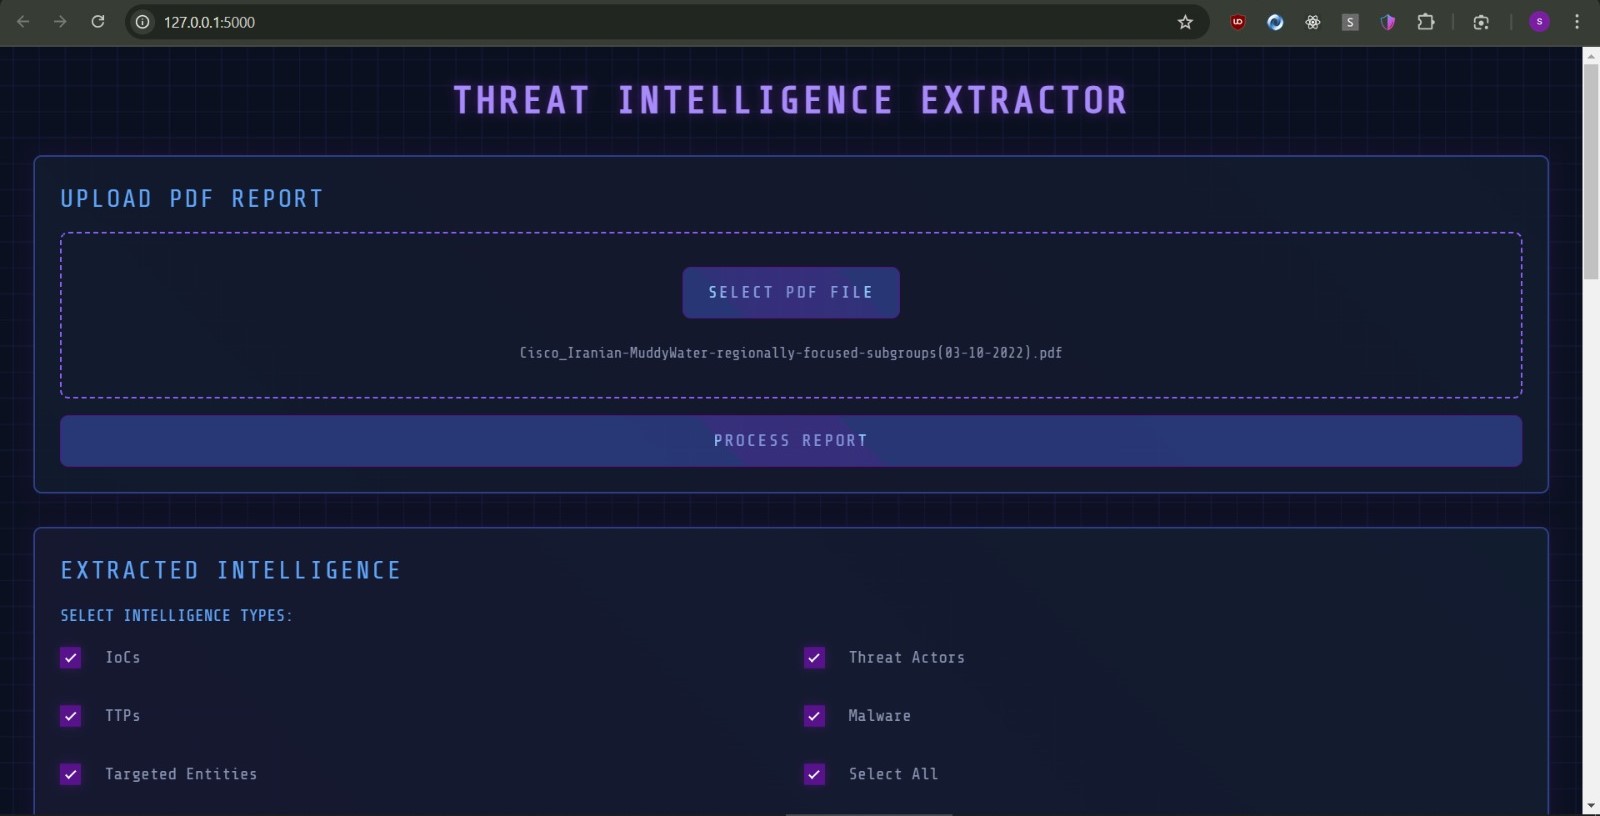 127.0.0.1:5000
S
s
THREAT INTELLIGENCE EXTRACTOR
UPLOAD PDF REPORT
SELECT PDF FILE
Cisco_Iranian-MuddyWater-regionally-focused-subgroups(03-10-2022).pdf
PROCESS REPORT
EXTRACTED INTELLIGENCE
SELECT INTELLIGENCE TYPES:
IoCs
Threat Actors
TTPs
Malware
Targeted Entities
Select All